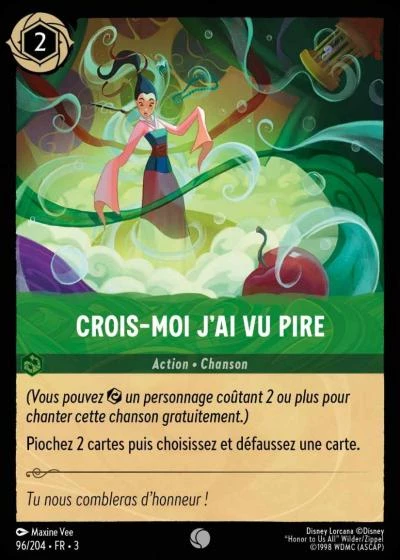 2
CROIS-MOI J'AI VU PIRE
Action • Chanson
(Vous pouvez un personnage coûtant 2 ou plus pour
chanter cette chanson gratuitement.)
Piochez 2 cartes puis choisissez et défaussez une carte.
Tu nous combleras d'honneur !
Maxine Vee
96/204 • FR • 3
Disney Lorcana ©Disney
"Honor to Us All" Wilder/Zippel
©1998 WDMC (ASCAP)